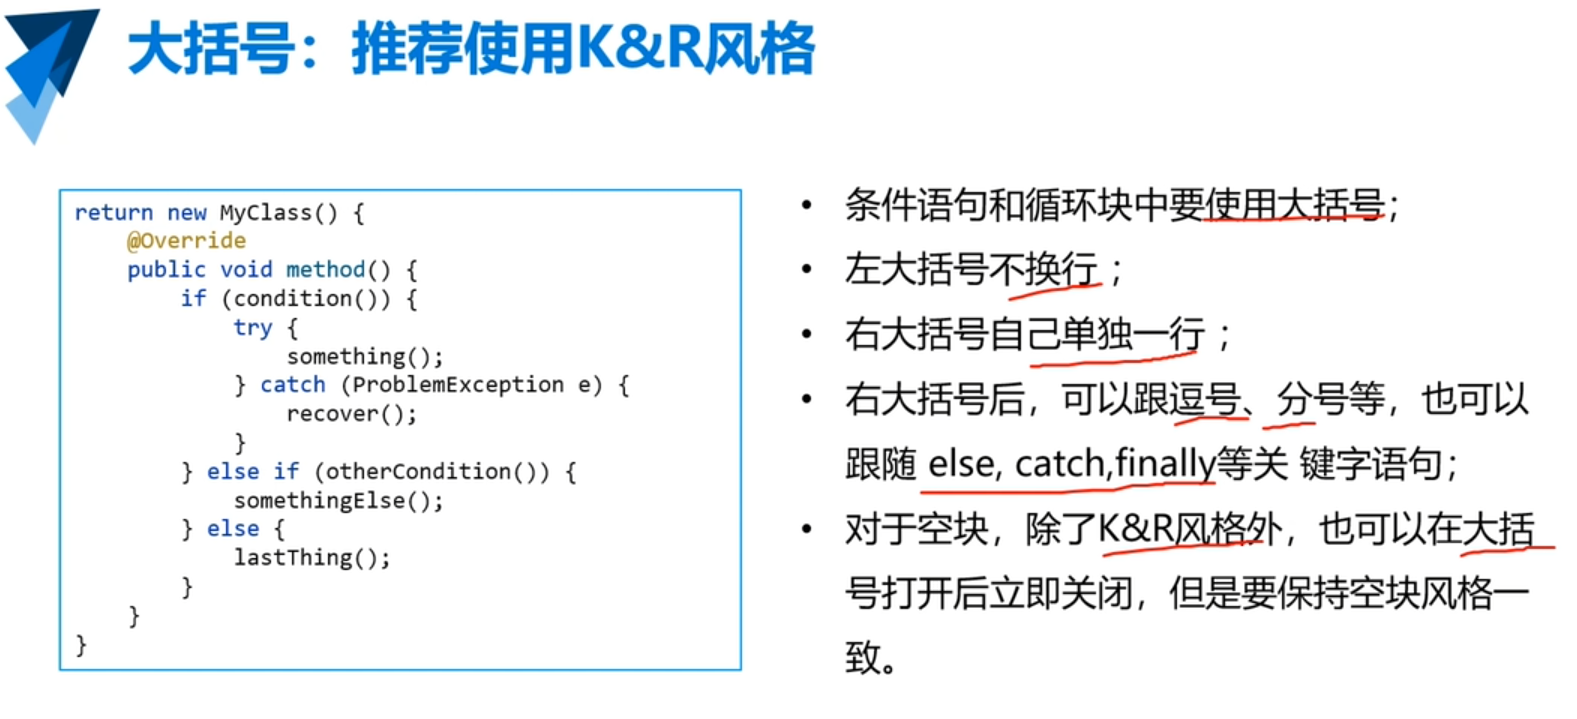 大括号：推荐使用K&R风格
return new MyClass() {
    @Override
    public void method() {
        if (condition()) {
            try {
                something();
            } catch (ProblemException e) {
                recover();
            }
        } else if (otherCondition()) {
            somethingElse();
        } else {
            lastThing();
        }
    }
}
• 条件语句和循环块中要使用大括号；
• 左大括号不换行 ；
• 右大括号自己单独一行 ；
• 右大括号后，可以跟逗号、分号等，也可以
跟随 else, catch,finally等关 键字语句；
• 对于空块，除了K&R风格外，也可以在大括
号打开后立即关闭，但是要保持空块风格一
致。